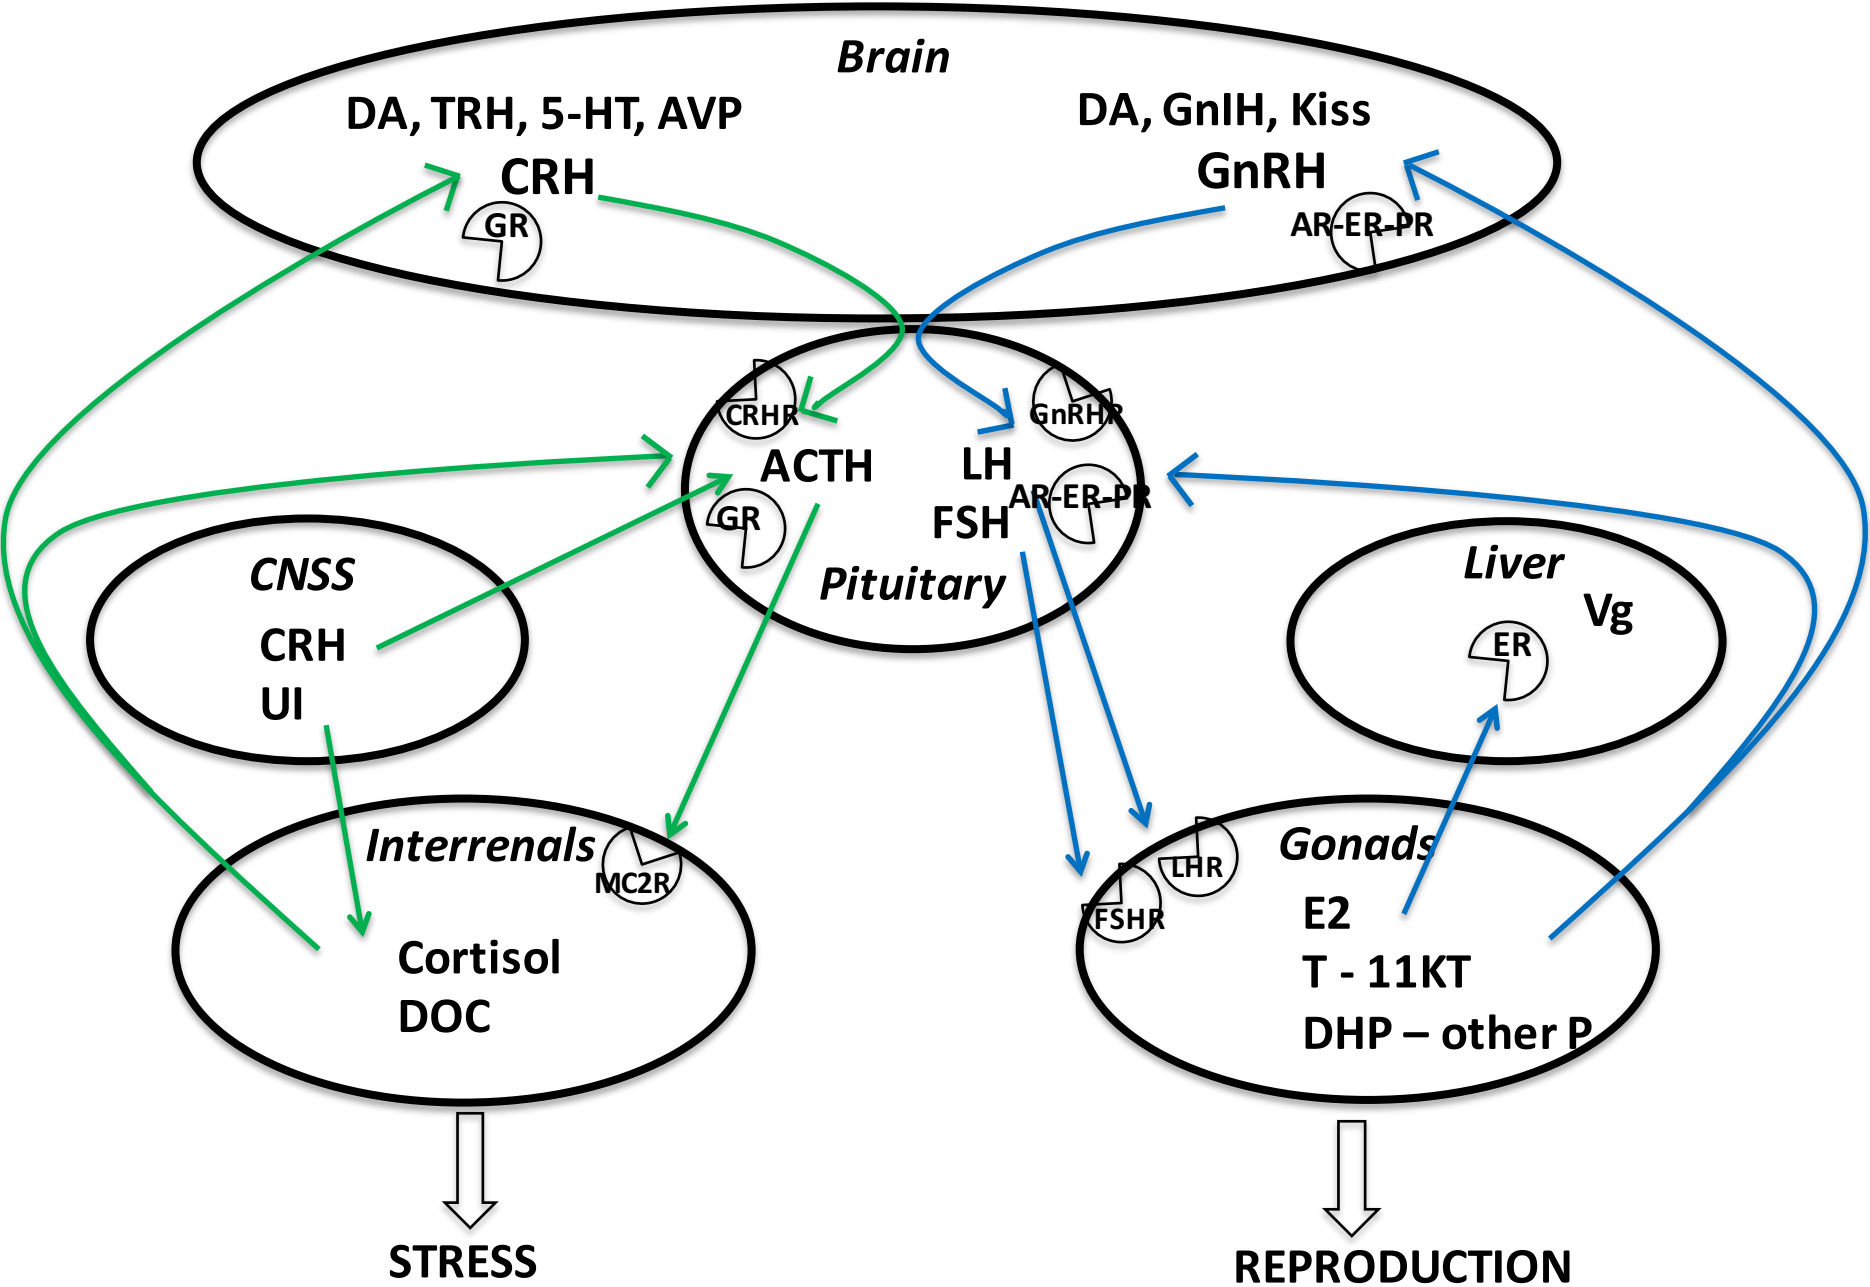 Brain
DA, TRH, 5-HT, AVP
CRH
GR
DA, GnIH, Kiss
GnRH
AR-ER-PR
CRHR
GnRHR
ACTH
GR
LH
FSH
AR-ER-PR
Pituitary
CNSS
CRH
UI
Liver
Vg
ER
Interrenals
MC2R
Cortisol
DOC
Gonads
LHR
FSHR
E2
T - 11KT
DHP – other P
STRESS
REPRODUCTION